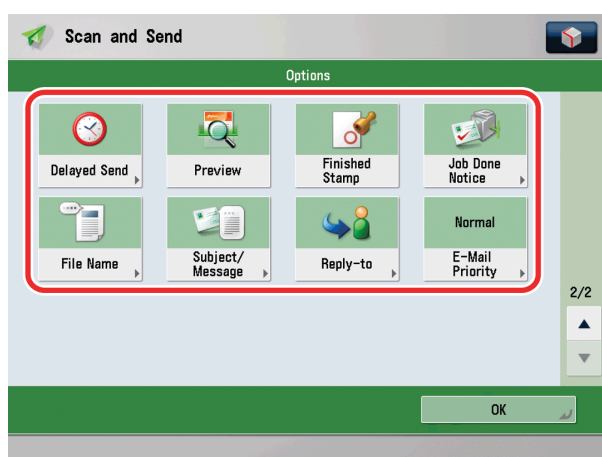 Scan and Send
Options
Delayed Send
Preview
Finished
Stamp
Job Done
Notice
File Name
Subject/
Message
Reply-to
Normal
E-Mail
Priority
2/2
OK